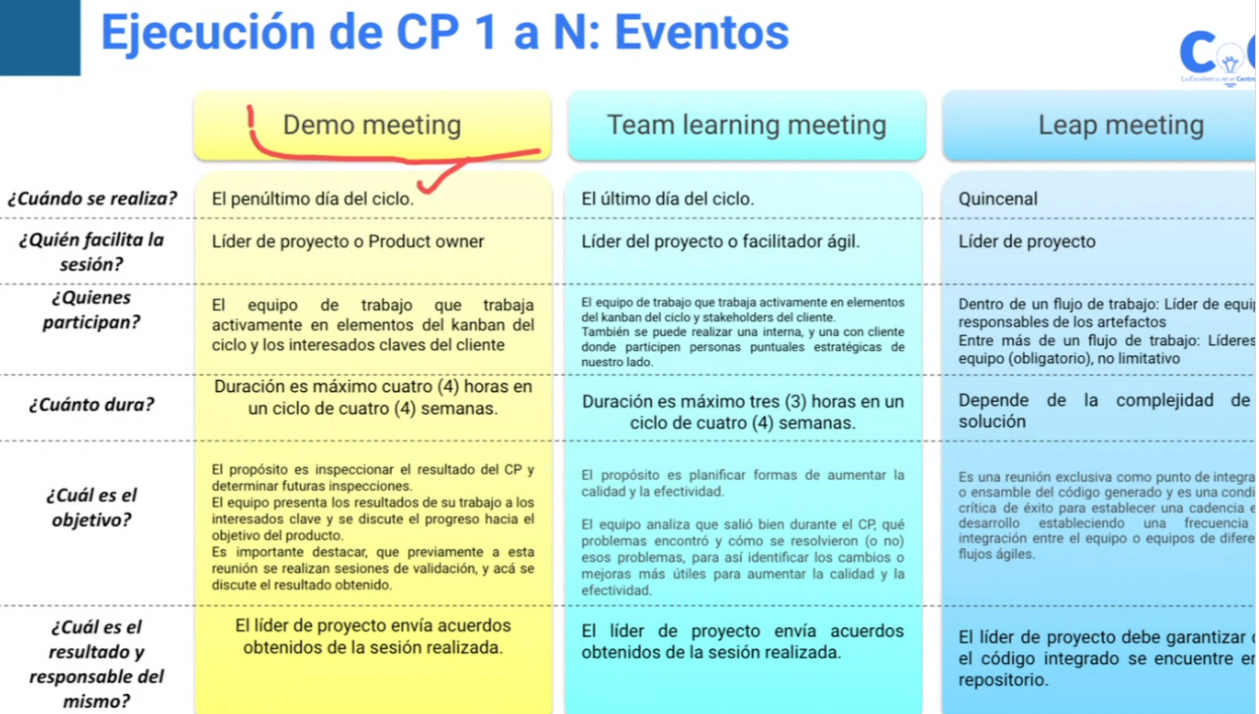 Ejecución de CP 1 a N: Eventos
La Excelencia en el Centro
Demo meeting
Team learning meeting
Leap meeting
¿Cuándo se realiza?
El penúltimo día del ciclo.
El último día del ciclo.
Quincenal
¿Quién facilita la
sesión?
Líder de proyecto o Product owner
Líder del proyecto o facilitador ágil.
Líder de proyecto
¿Quienes
participan?
El equipo de trabajo que trabaja
activamente en elementos del kanban del
ciclo y los interesados claves del cliente
El equipo de trabajo que trabaja activamente en elementos
del kanban del ciclo y stakeholders del cliente.
También se puede realizar una interna, y una con cliente
donde participen personas puntuales estratégicas de
nuestro lado.
Dentro de un flujo de trabajo: Líder de equi
responsables de los artefactos
Entre más de un flujo de trabajo: Líderes
equipo (obligatorio), no limitativo
¿Cuánto dura?
Duración es máximo cuatro (4) horas en
un ciclo de cuatro (4) semanas.
Duración es máximo tres (3) horas en un
ciclo de cuatro (4) semanas.
Depende de la complejidad de
solución
¿Cuál es el
objetivo?
El propósito es inspeccionar el resultado del CP y
determinar futuras inspecciones.
El equipo presenta los resultados de su trabajo a los
interesados clave y se discute el progreso hacia el
objetivo del producto.
Es importante destacar, que previamente a esta
reunión se realizan sesiones de validación, y acá se
discute el resultado obtenido.
El propósito es planificar formas de aumentar la
calidad y la efectividad.
El equipo analiza que salió bien durante el CP, qué
problemas encontró y cómo se resolvieron (o no)
esos problemas, para así identificar los cambios o
mejoras más útiles para aumentar la calidad y la
efectividad.
Es una reunión exclusiva como punto de integra
o ensamble del código generado y es una condi
crítica de éxito para establecer una cadencia
desarrollo estableciendo una frecuencia
integración entre el equipo o equipos de difere
flujos ágiles.
¿Cuál es el
resultado y
responsable del
mismo?
El líder de proyecto envía acuerdos
obtenidos de la sesión realizada.
El líder de proyecto envía acuerdos
obtenidos de la sesión realizada.
El líder de proyecto debe garantizar
el código integrado se encuentre e
repositorio.